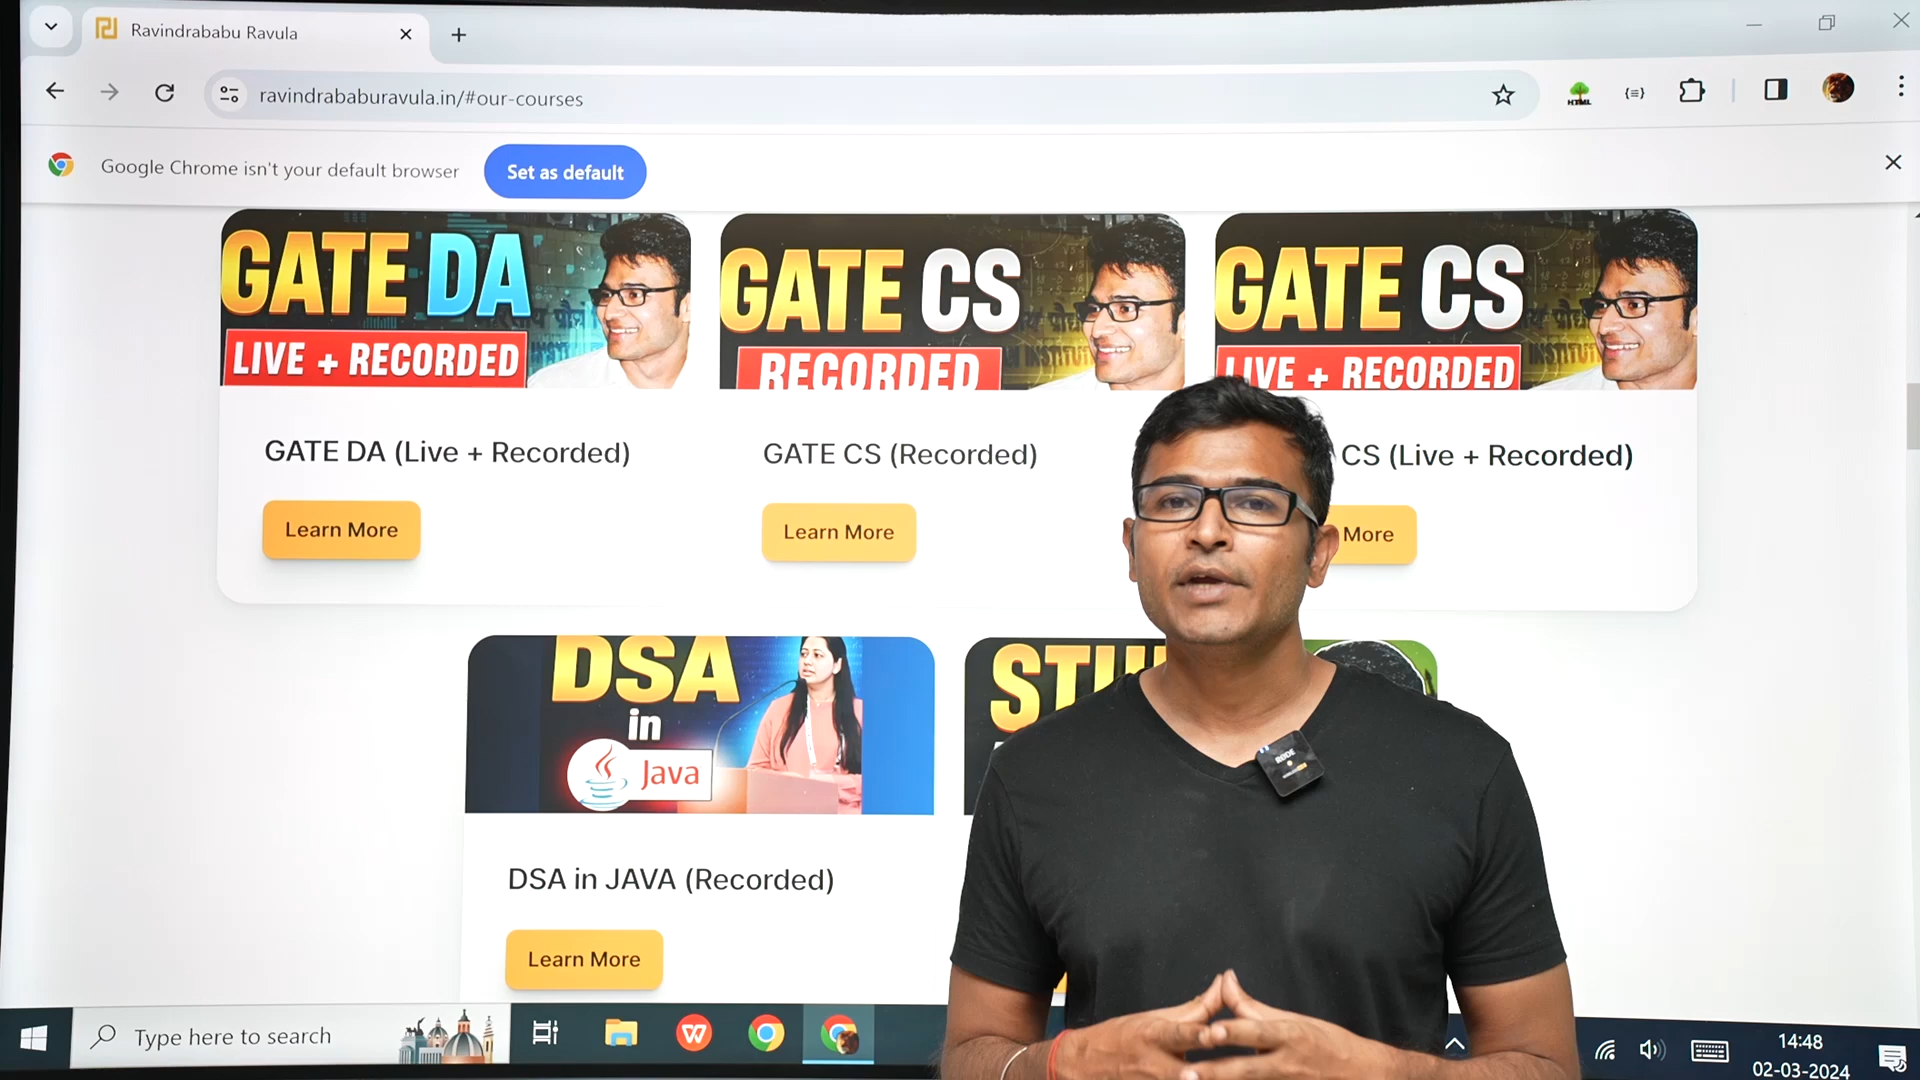 Ravindrababu Ravula
ravindrababuravula.in/#our-courses
HTML
Google Chrome isn't your default browser
Set as default
GATE DA
LIVE + RECORDED
GATE CS
RECORDED
GATE CS
LIVE + RECORDED
GATE DA (Live + Recorded)
GATE CS (Recorded)
CS (Live + Recorded)
Learn More
Learn More
More
DSA
in
Java
RØDE
DSA in JAVA (Recorded)
Learn More
Type here to search
14:48
02-03-2024